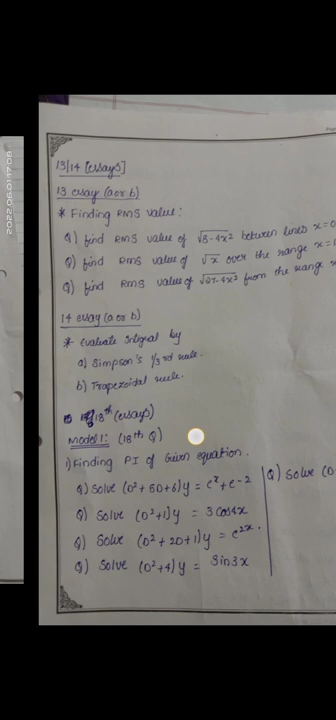 13/14 [essays]
13 essay (a or b)
* Finding RMS value:
Q) find RMS value of √8-4x² between lines x=0
Q) find RMS value of √x over the range x=
Q) find RMS value of √27-4x² from the range x
14 essay (a or b)
* Evaluate Integral by
a) Simpson's 1/3 rd rule.
b) Trapezoidal rule.
18th (essays)
Model 1: (18th Q)
1) Finding PI of Given equation.
Q) Solve (D²+5D+6)y = e^x + e-2
Q) Solve (D
Q) Solve (D²+1)y = 3 cos4x
Q) Solve (D²+2D+1)y = e^2x.
Q) Solve (D²+4)y = Sin3x
2022.06.01 17:08